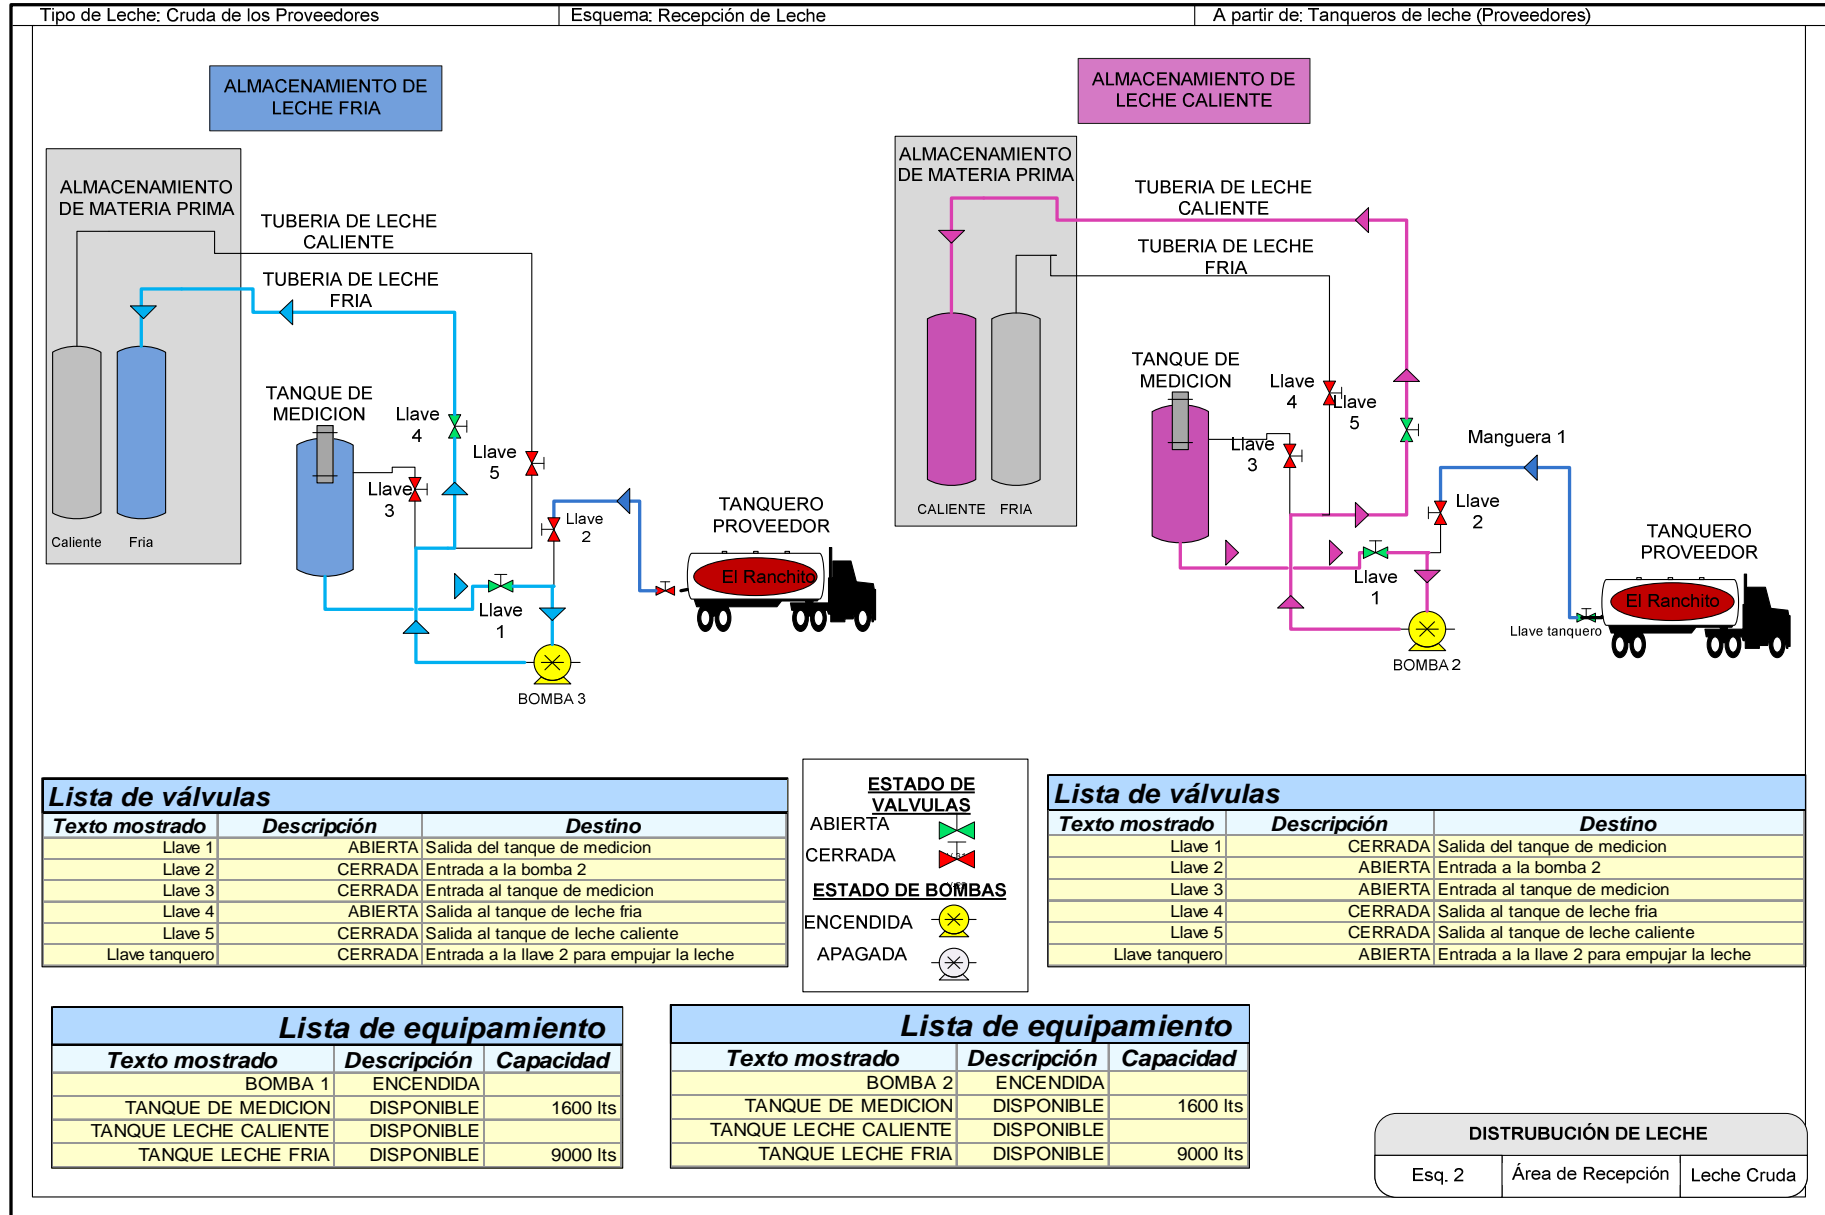 Tipo de Leche: Cruda de los Proveedores
Esquema: Recepción de Leche
A partir de: Tanqueros de leche (Proveedores)
ALMACENAMIENTO DE
LECHE FRIA
ALMACENAMIENTO
DE MATERIA PRIMA
TUBERIA DE LECHE
CALIENTE
TUBERIA DE LECHE
FRIA
TANQUE DE
MEDICION
Llave
4
Llave
5
Llave
3
Llave
2
Llave
1
TANQUERO
PROVEEDOR
El Ranchito
Caliente
Fria
BOMBA 3
ALMACENAMIENTO DE
LECHE CALIENTE
ALMACENAMIENTO
DE MATERIA PRIMA
TUBERIA DE LECHE
CALIENTE
TUBERIA DE LECHE
FRIA
TANQUE DE
MEDICION
Llave
4
Llave
5
Llave
3
Manguera 1
Llave
2
Llave
1
TANQUERO
PROVEEDOR
El Ranchito
Llave tanquero
CALIENTE
FRIA
BOMBA 2
Lista de válvulas
Texto mostrado Descripción Destino
Llave 1 ABIERTA Salida del tanque de medicion
Llave 2 CERRADA Entrada a la bomba 2
Llave 3 CERRADA Entrada al tanque de medicion
Llave 4 ABIERTA Salida al tanque de leche fria
Llave 5 CERRADA Salida al tanque de leche caliente
Llave tanquero CERRADA Entrada a la llave 2 para empujar la leche
ESTADO DE
VALVULAS
ABIERTA
CERRADA
ESTADO DE BOMBAS
ENCENDIDA
APAGADA
Lista de válvulas
Texto mostrado Descripción Destino
Llave 1 CERRADA Salida del tanque de medicion
Llave 2 ABIERTA Entrada a la bomba 2
Llave 3 ABIERTA Entrada al tanque de medicion
Llave 4 CERRADA Salida al tanque de leche fria
Llave 5 CERRADA Salida al tanque de leche caliente
Llave tanquero ABIERTA Entrada a la llave 2 para empujar la leche
Lista de equipamiento
Texto mostrado Descripción Capacidad
BOMBA 1 ENCENDIDA
TANQUE DE MEDICION DISPONIBLE 1600 lts
TANQUE LECHE CALIENTE DISPONIBLE
TANQUE LECHE FRIA DISPONIBLE 9000 lts
Lista de equipamiento
Texto mostrado Descripción Capacidad
BOMBA 2 ENCENDIDA
TANQUE DE MEDICION DISPONIBLE 1600 lts
TANQUE LECHE CALIENTE DISPONIBLE
TANQUE LECHE FRIA DISPONIBLE 9000 lts
DISTRUBUCIÓN DE LECHE
Esq. 2 Área de Recepción Leche Cruda